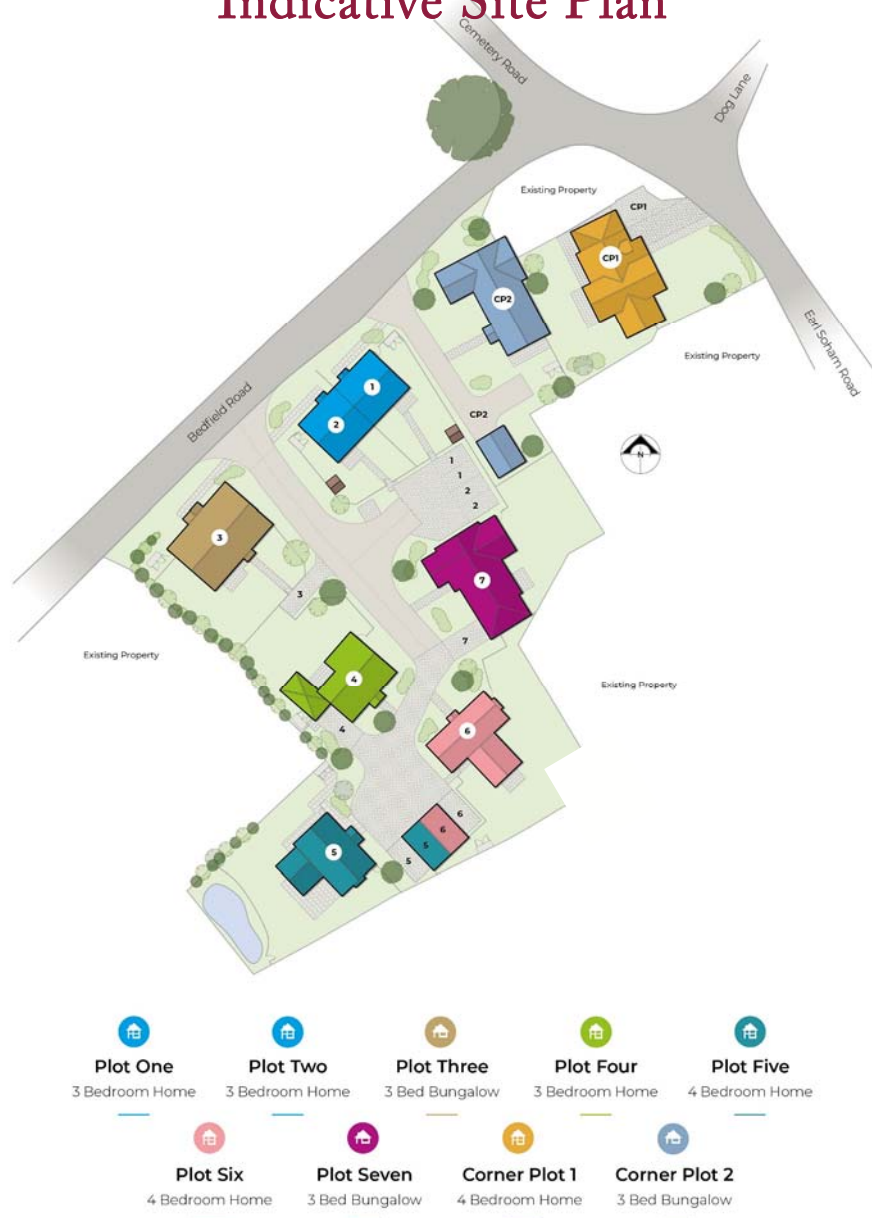 Indicative Site Plan
Cemetery Road
Dog Lane
Existing Property
CP1
CP1
CP2
Earl Soham Road
Existing Property
Bedfield Road
1
2
CP2
N
1
1
2
2
3
7
3
7
Existing Property
4
Existing Property
4
6
6
6
5
5
5
Plot One
3 Bedroom Home
Plot Two
3 Bedroom Home
Plot Three
3 Bed Bungalow
Plot Four
3 Bedroom Home
Plot Five
4 Bedroom Home
Plot Six
4 Bedroom Home
Plot Seven
3 Bed Bungalow
Corner Plot 1
4 Bedroom Home
Corner Plot 2
3 Bed Bungalow